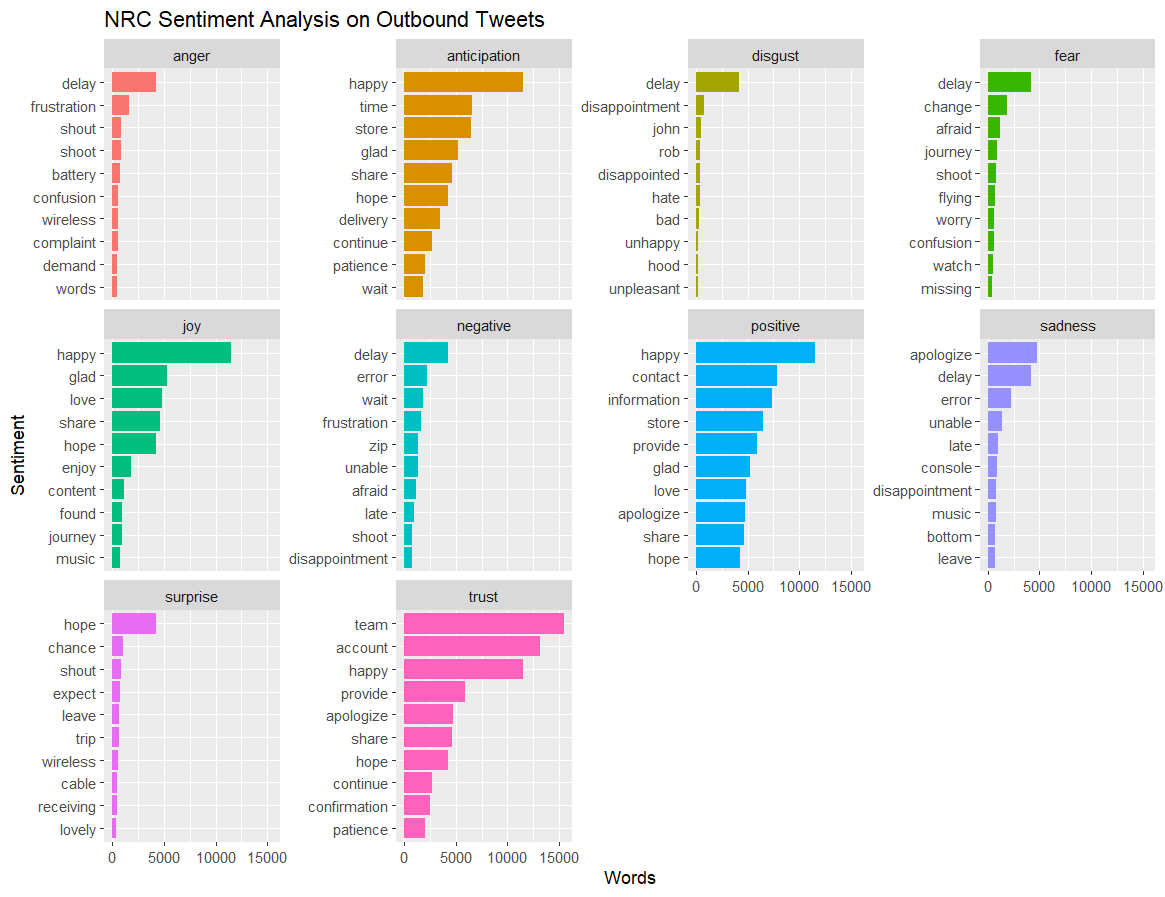 NRC Sentiment Analysis on Outbound Tweets
anger
delay
frustration
shout
shoot
battery
confusion
wireless
complaint
demand
words
anticipation
happy
time
store
glad
share
hope
delivery
continue
patience
wait
disgust
delay
disappointment
john
rob
disappointed
hate
bad
unhappy
hood
unpleasant
fear
delay
change
afraid
journey
shoot
flying
worry
confusion
watch
missing
joy
happy
glad
love
share
hope
enjoy
content
found
journey
music
negative
delay
error
wait
frustration
zip
unable
afraid
late
shoot
disappointment
positive
happy
contact
information
store
provide
glad
love
apologize
share
hope
0 5000 10000 15000
sadness
apologize
delay
error
unable
late
console
disappointment
music
bottom
leave
0 5000 10000 15000
surprise
hope
chance
shout
expect
leave
trip
wireless
cable
receiving
lovely
0 5000 10000 15000
trust
team
account
happy
provide
apologize
share
hope
continue
confirmation
patience
0 5000 10000 15000
Sentiment
Words